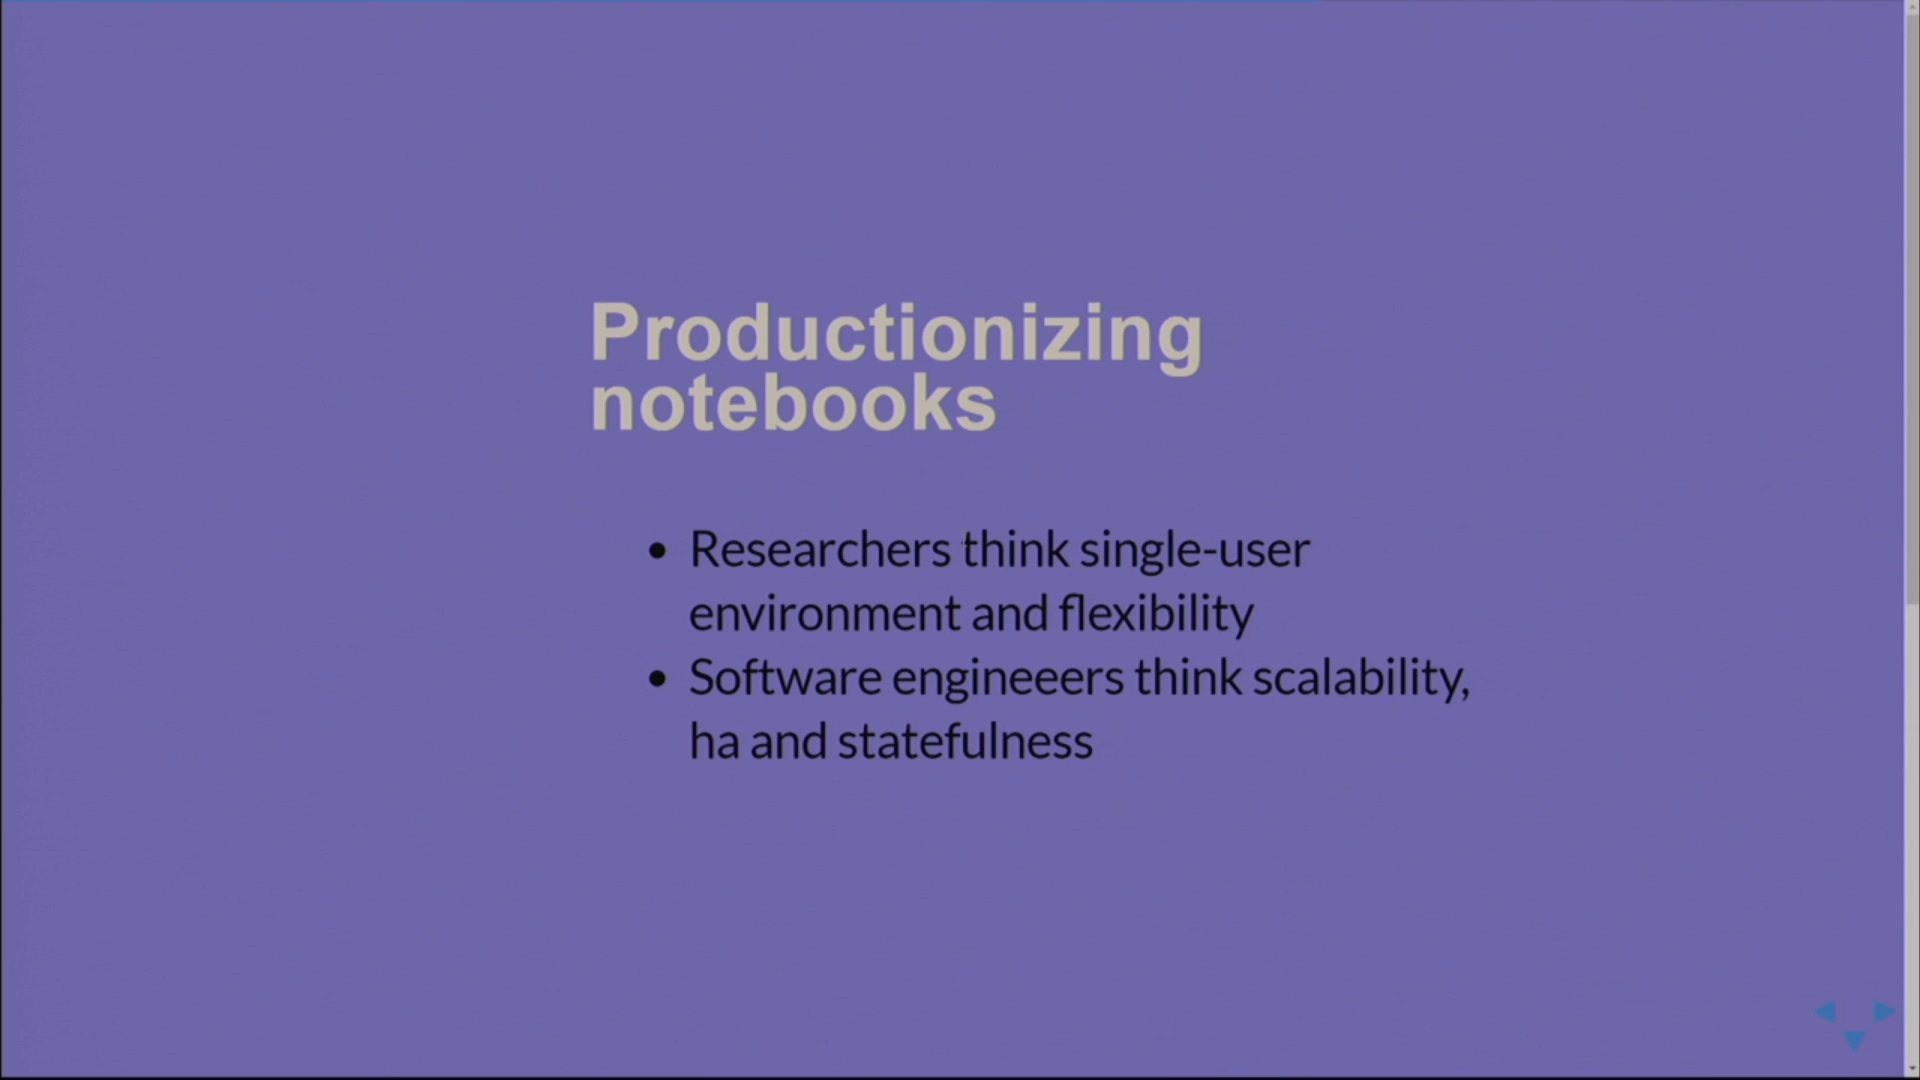 Productionizing
notebooks
Researchers think single-user
environment and flexibility
Software engineeers think scalability,
ha and statefulness